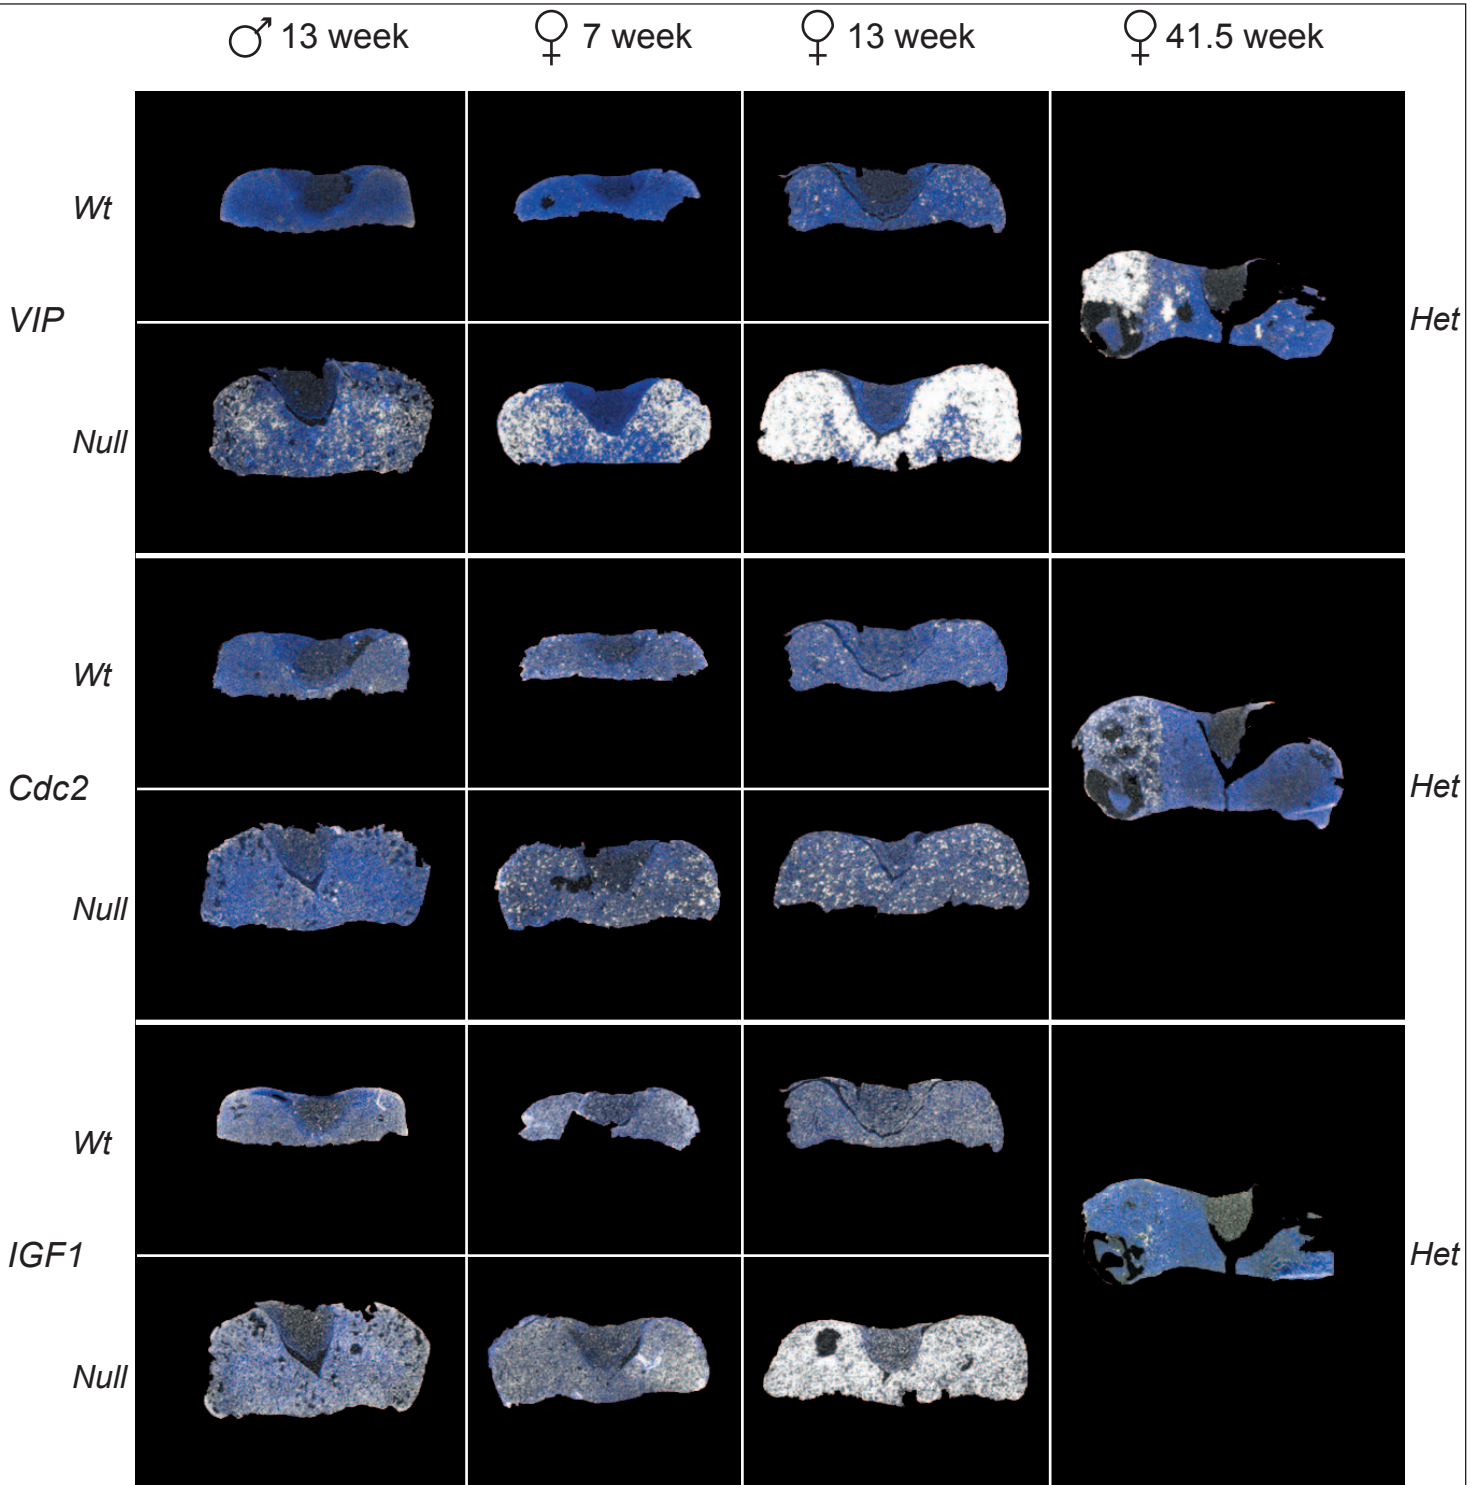 ♂ 13 week ♀ 7 week ♀ 13 week ♀ 41.5 week
Wt
VIP Het
Null
Wt
Cdc2 Het
Null
Wt
IGF1 Het
Null